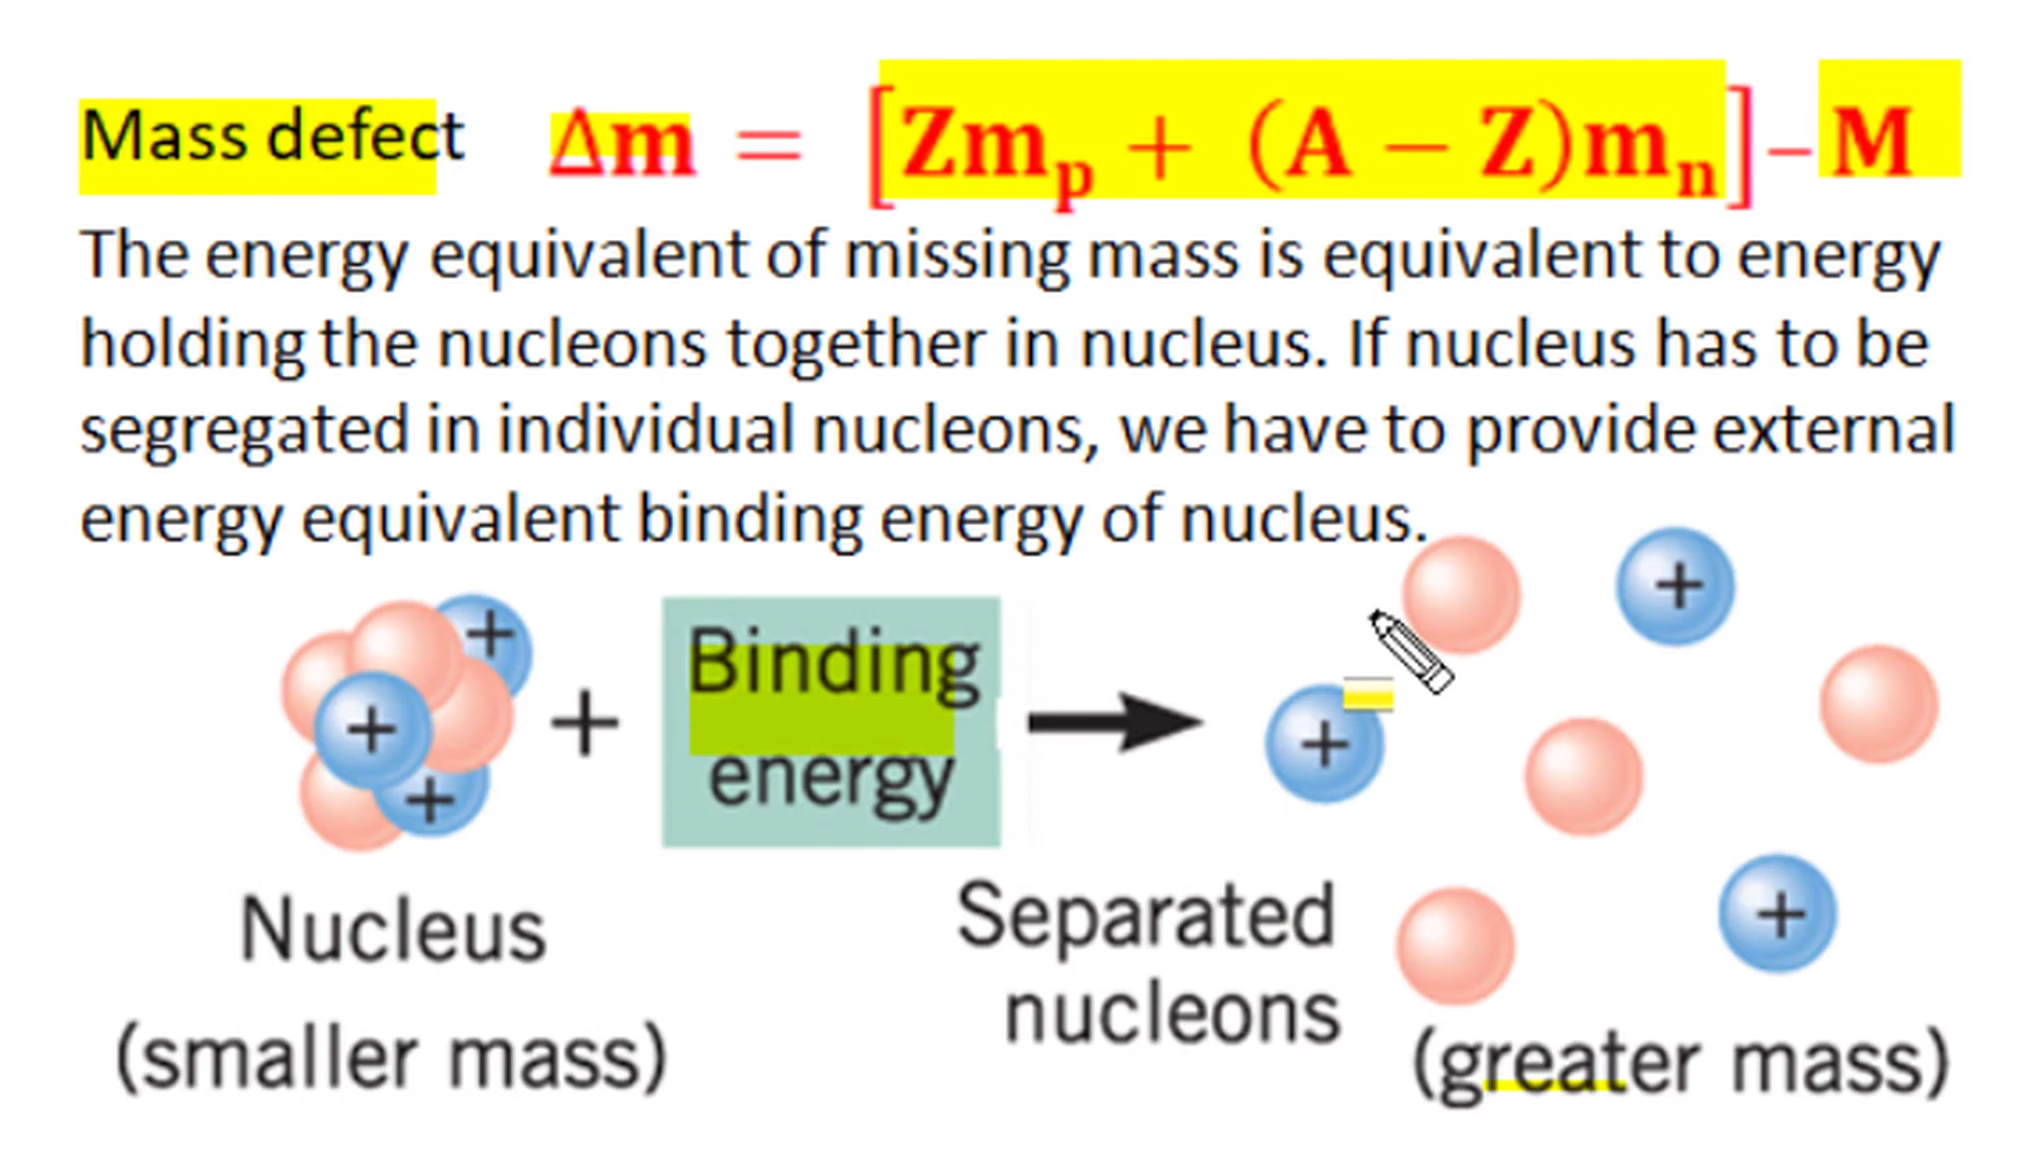 Mass defect Δm = [Zmₚ + (A − Z)mₙ]−M
The energy equivalent of missing mass is equivalent to energy
holding the nucleons together in nucleus. If nucleus has to be
segregated in individual nucleons, we have to provide external
energy equivalent binding energy of nucleus.
+
+
+
+
Binding
energy
+
+
+
Nucleus
(smaller mass)
Separated
nucleons
(greater mass)